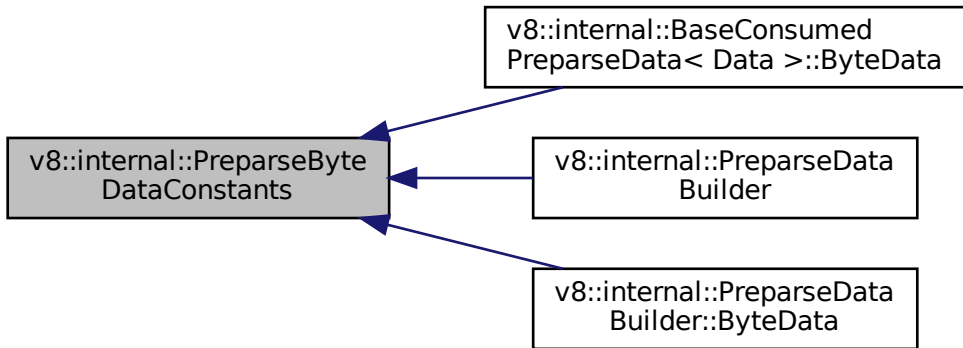 v8::internal::BaseConsumed
PreparseData< Data >::ByteData
v8::internal::PreparseByte
DataConstants
v8::internal::PreparseData
Builder
v8::internal::PreparseData
Builder::ByteData